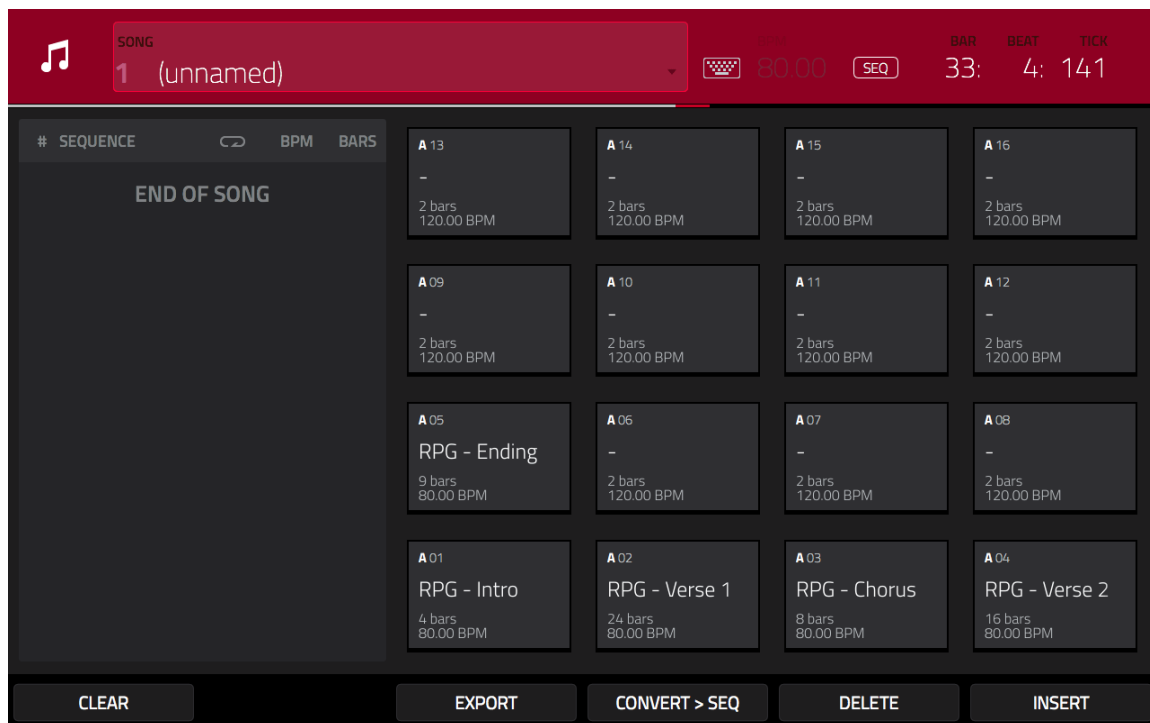 SONG
1 (unnamed)
80.00
SEQ
BAR BEAT TICK
33: 4: 141
# SEQUENCE BPM BARS
END OF SONG
A 13
-
2 bars
120.00 BPM
A 14
-
2 bars
120.00 BPM
A 15
-
2 bars
120.00 BPM
A 16
-
2 bars
120.00 BPM
A 09
-
2 bars
120.00 BPM
A 10
-
2 bars
120.00 BPM
A 11
-
2 bars
120.00 BPM
A 12
-
2 bars
120.00 BPM
A 05
RPG - Ending
9 bars
80.00 BPM
A 06
-
2 bars
120.00 BPM
A 07
-
2 bars
120.00 BPM
A 08
-
2 bars
120.00 BPM
A 01
RPG - Intro
4 bars
80.00 BPM
A 02
RPG - Verse 1
24 bars
80.00 BPM
A 03
RPG - Chorus
8 bars
80.00 BPM
A 04
RPG - Verse 2
16 bars
80.00 BPM
CLEAR
EXPORT
CONVERT > SEQ
DELETE
INSERT